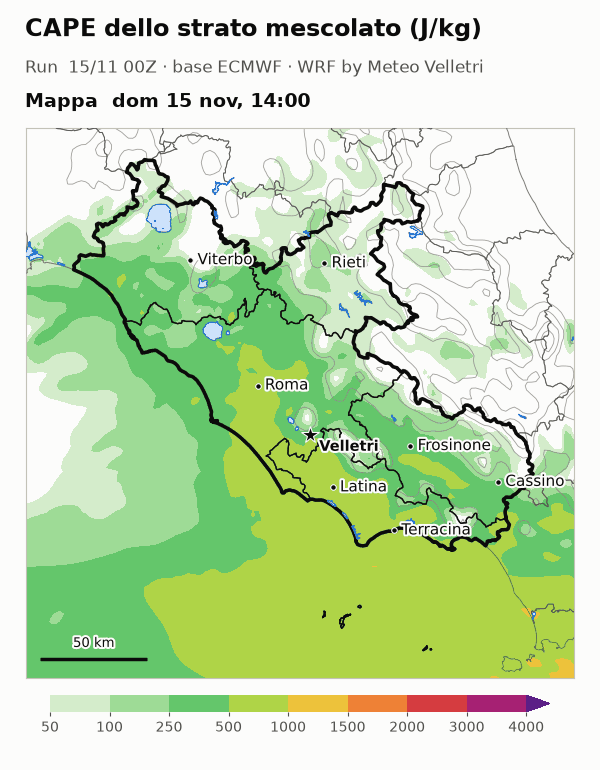 CAPE dello strato mescolato (J/kg)
Run  15/11 00Z · base ECMWF · WRF by Meteo Velletri
Mappa  dom 15 nov, 14:00
Viterbo
Rieti
Roma
Velletri
Frosinone
Cassino
Latina
Terracina
50 km
50 100 250 500 1000 1500 2000 3000 4000